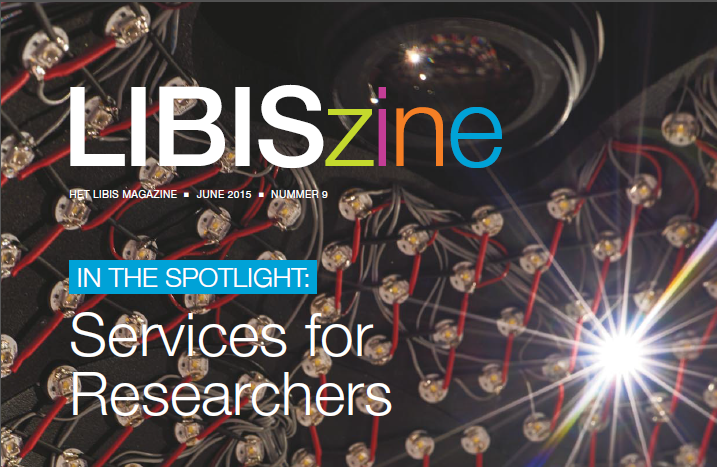 LIBISzine
HET LIBIS MAGAZINE ■ JUNE 2015 ■ NUMMER 9
IN THE SPOTLIGHT:
Services for
Researchers